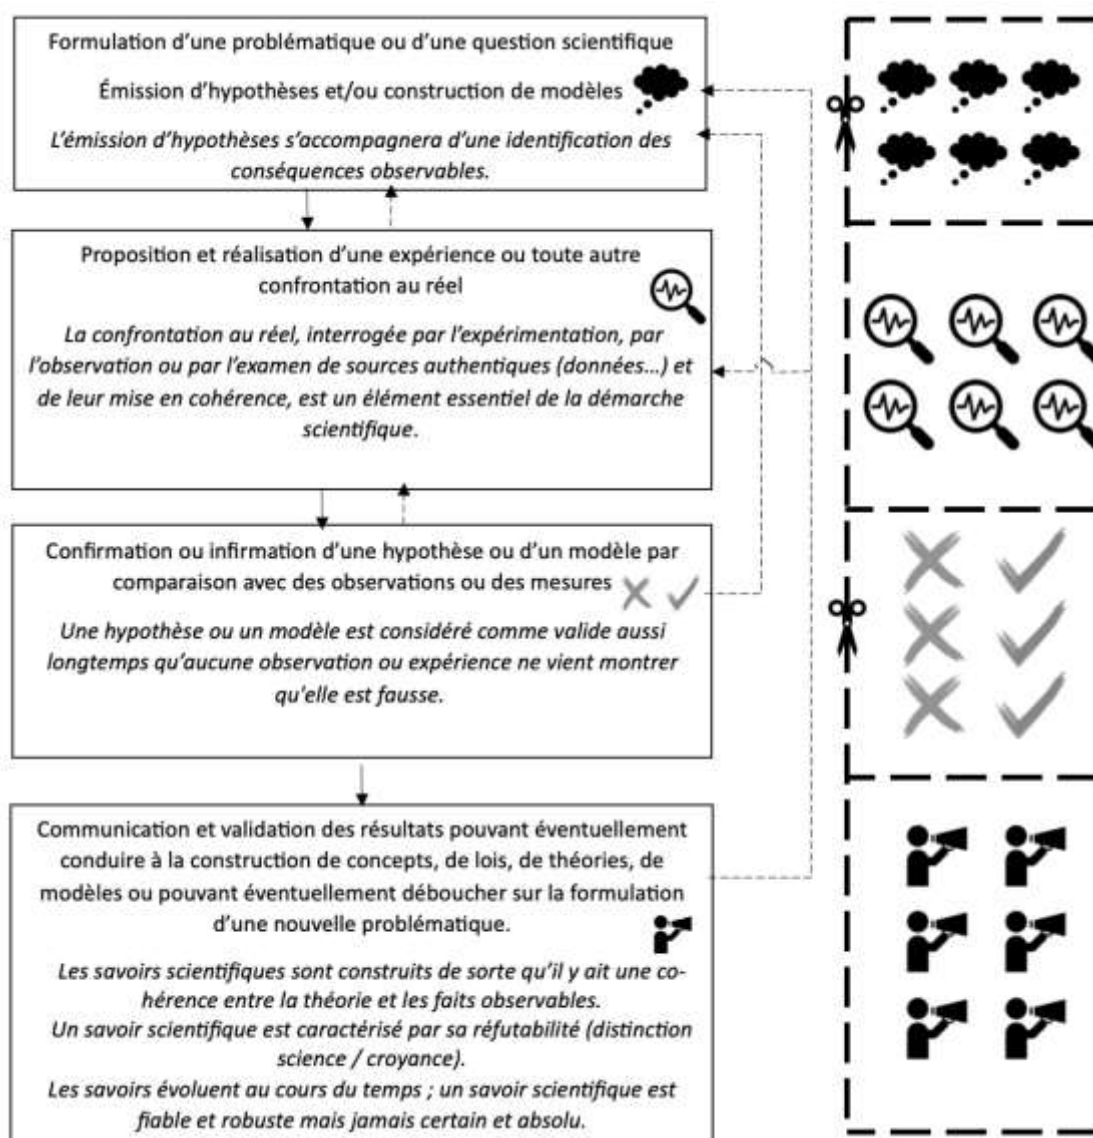 Formulation d’une problématique ou d’une question scientifique
Émission d’hypothèses et/ou construction de modèles
L’émission d’hypothèses s’accompagnera d’une identification des
conséquences observables.
Proposition et réalisation d’une expérience ou toute autre
confrontation au réel
La confrontation au réel, interrogée par l’expérimentation, par
l’observation ou par l’examen de sources authentiques (données…) et
de leur mise en cohérence, est un élément essentiel de la démarche
scientifique.
Confirmation ou infirmation d’une hypothèse ou d’un modèle par
comparaison avec des observations ou des mesures
Une hypothèse ou un modèle est considéré comme valide aussi
longtemps qu’aucune observation ou expérience ne vient montrer
qu'elle est fausse.
Communication et validation des résultats pouvant éventuellement
conduire à la construction de concepts, de lois, de théories, de
modèles ou pouvant éventuellement déboucher sur la formulation
d’une nouvelle problématique.
Les savoirs scientifiques sont construits de sorte qu’il y ait une co-
hérence entre la théorie et les faits observables.
Un savoir scientifique est caractérisé par sa réfutabilité (distinction
science / croyance).
Les savoirs évoluent au cours du temps ; un savoir scientifique est
fiable et robuste mais jamais certain et absolu.